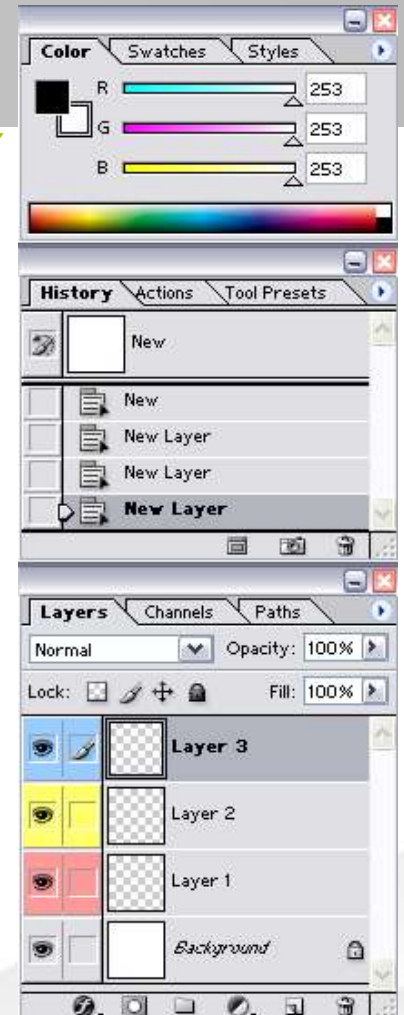 Color Swatches Styles
R 253
G 253
B 253
History Actions Tool Presets
New
New
New Layer
New Layer
New Layer
Layers Channels Paths
Normal Opacity: 100%
Lock: Fill: 100%
Layer 3
Layer 2
Layer 1
Background